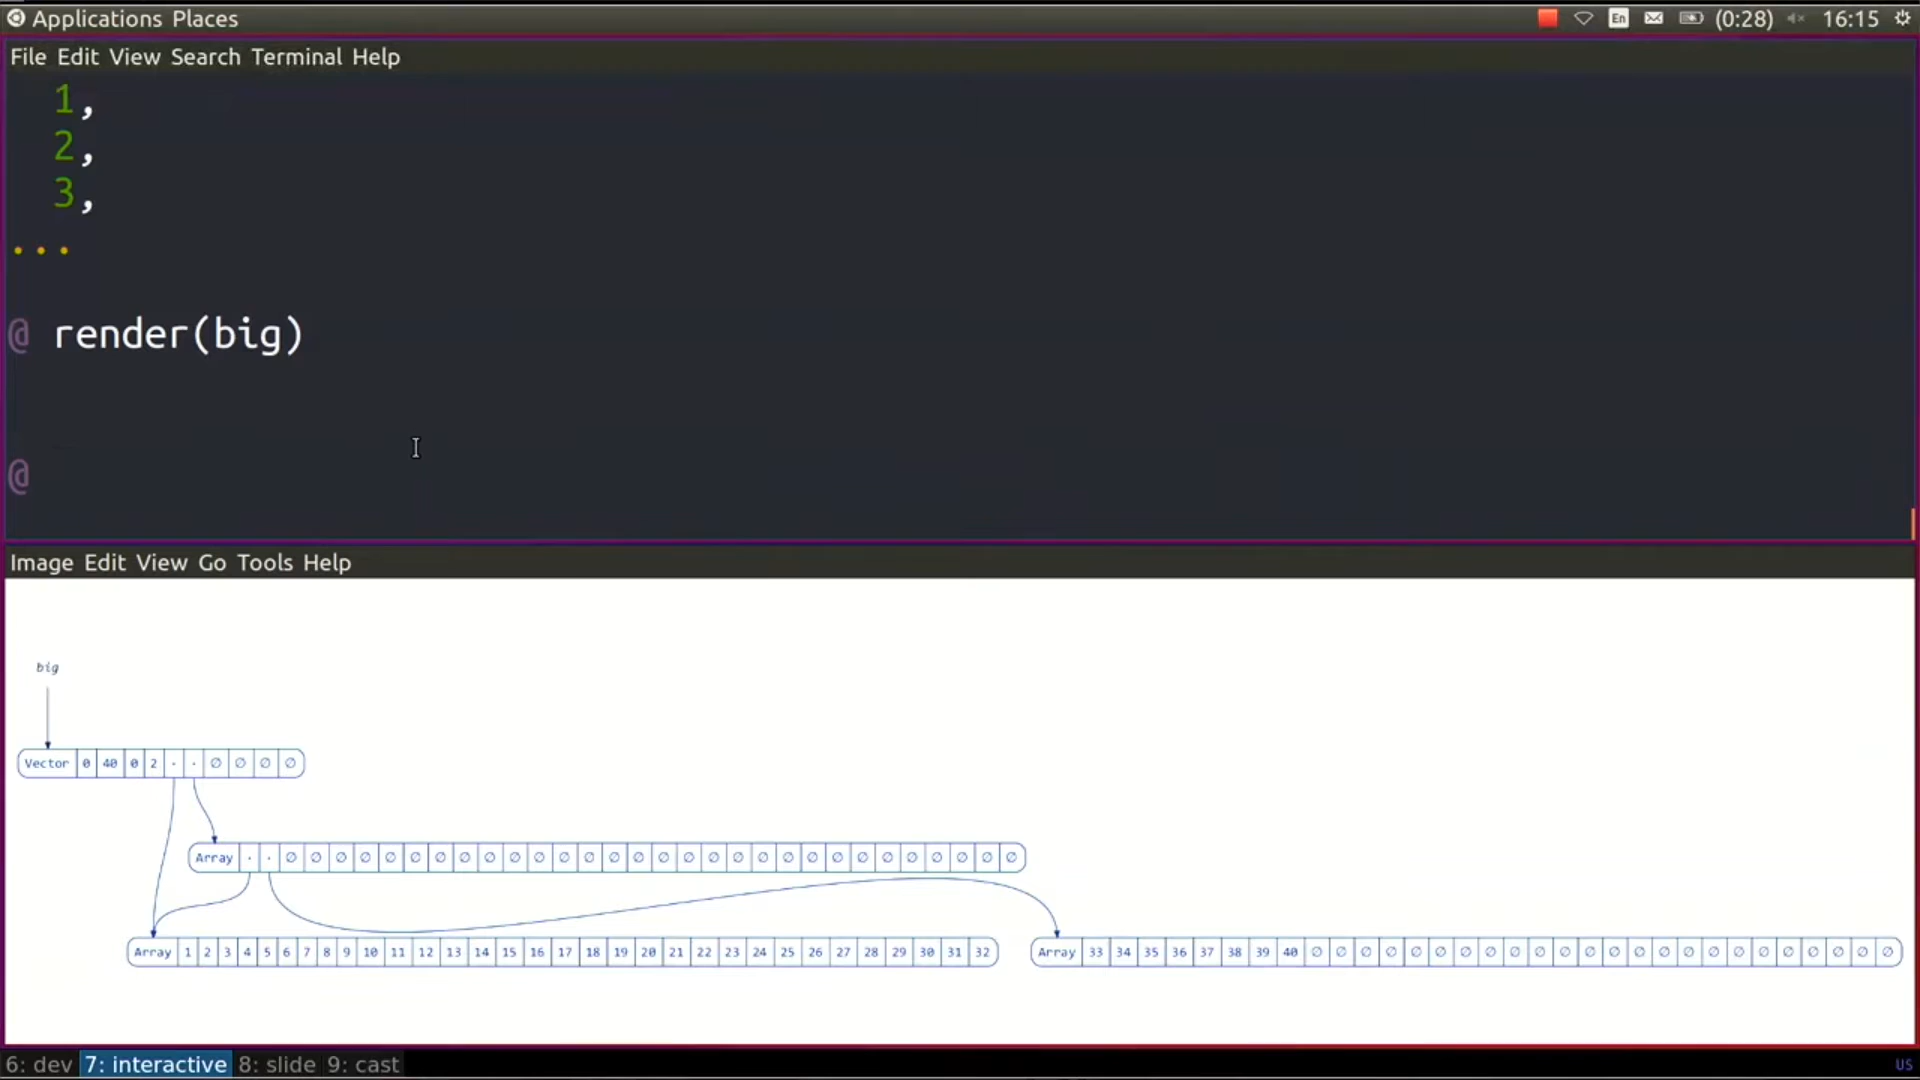 Applications Places En (0:28) 16:15
File Edit View Search Terminal Help
1,
2,
3,
...
@ render(big)
@
Image Edit View Go Tools Help
big
Vector 0 40 0 2 · · ∅ ∅ ∅ ∅
Array · · ∅ ∅ ∅ ∅ ∅ ∅ ∅ ∅ ∅ ∅ ∅ ∅ ∅ ∅ ∅ ∅ ∅ ∅ ∅ ∅ ∅ ∅ ∅ ∅ ∅ ∅ ∅ ∅ ∅ ∅
Array 1 2 3 4 5 6 7 8 9 10 11 12 13 14 15 16 17 18 19 20 21 22 23 24 25 26 27 28 29 30 31 32
Array 33 34 35 36 37 38 39 40 ∅ ∅ ∅ ∅ ∅ ∅ ∅ ∅ ∅ ∅ ∅ ∅ ∅ ∅ ∅ ∅ ∅ ∅ ∅ ∅ ∅ ∅ ∅ ∅
6: dev 7: interactive 8: slide 9: cast US